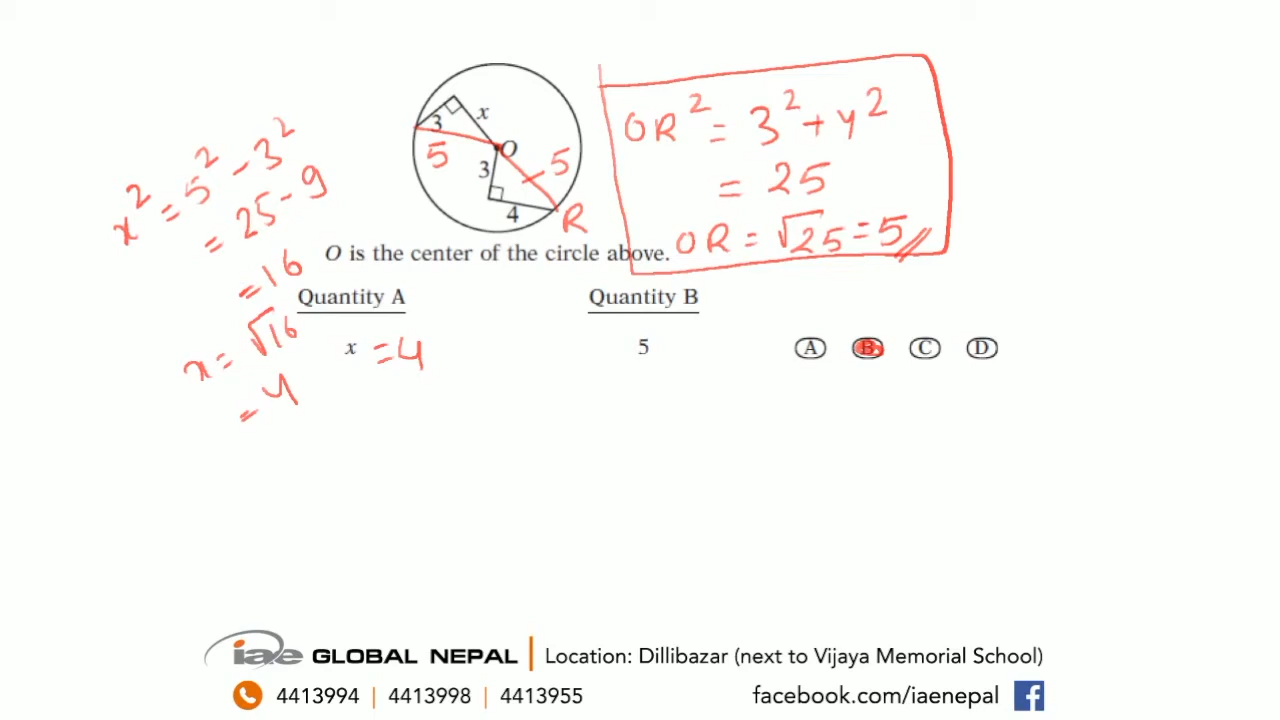 x
3
5
O
3
5
4
R
x² = 5² - 3²
= 25 - 9
= 16
x = √16
= 4
OR² = 3² + 4²
= 25
OR = √25 = 5
O is the center of the circle above.
Quantity A Quantity B
x = 4 5 A B C D
iae GLOBAL NEPAL | Location: Dillibazar (next to Vijaya Memorial School)
4413994 | 4413998 | 4413955 facebook.com/iaenepal f